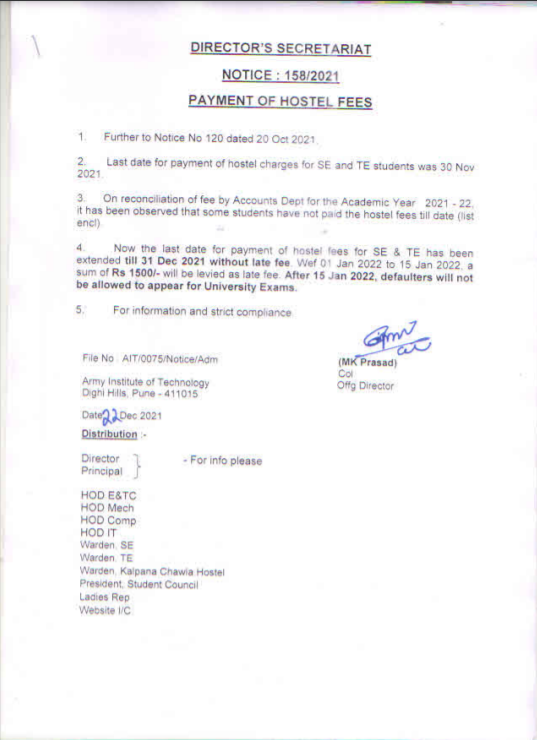 DIRECTOR'S SECRETARIAT
NOTICE : 158/2021
PAYMENT OF HOSTEL FEES
1. Further to Notice No 120 dated 20 Oct 2021.
2. Last date for payment of hostel charges for SE and TE students was 30 Nov
2021.
3. On reconciliation of fee by Accounts Dept for the Academic Year 2021 - 22,
it has been observed that some students have not paid the hostel fees till date (list
encl)
4. Now the last date for payment of hostel fees for SE & TE has been
extended till 31 Dec 2021 without late fee. Wef 01 Jan 2022 to 15 Jan 2022, a
sum of Rs 1500/- will be levied as late fee. After 15 Jan 2022, defaulters will not
be allowed to appear for University Exams.
5. For information and strict compliance
(MK Prasad)
Col
Offg Director
File No : AIT/0075/Notice/Adm
Army Institute of Technology
Dighi Hills, Pune - 411015
Date 22 Dec 2021
Distribution :-
Director
Principal
- For info please
HOD E&TC
HOD Mech
HOD Comp
HOD IT
Warden, SE
Warden, TE
Warden, Kalpana Chawla Hostel
President, Student Council
Ladies Rep
Website I/C